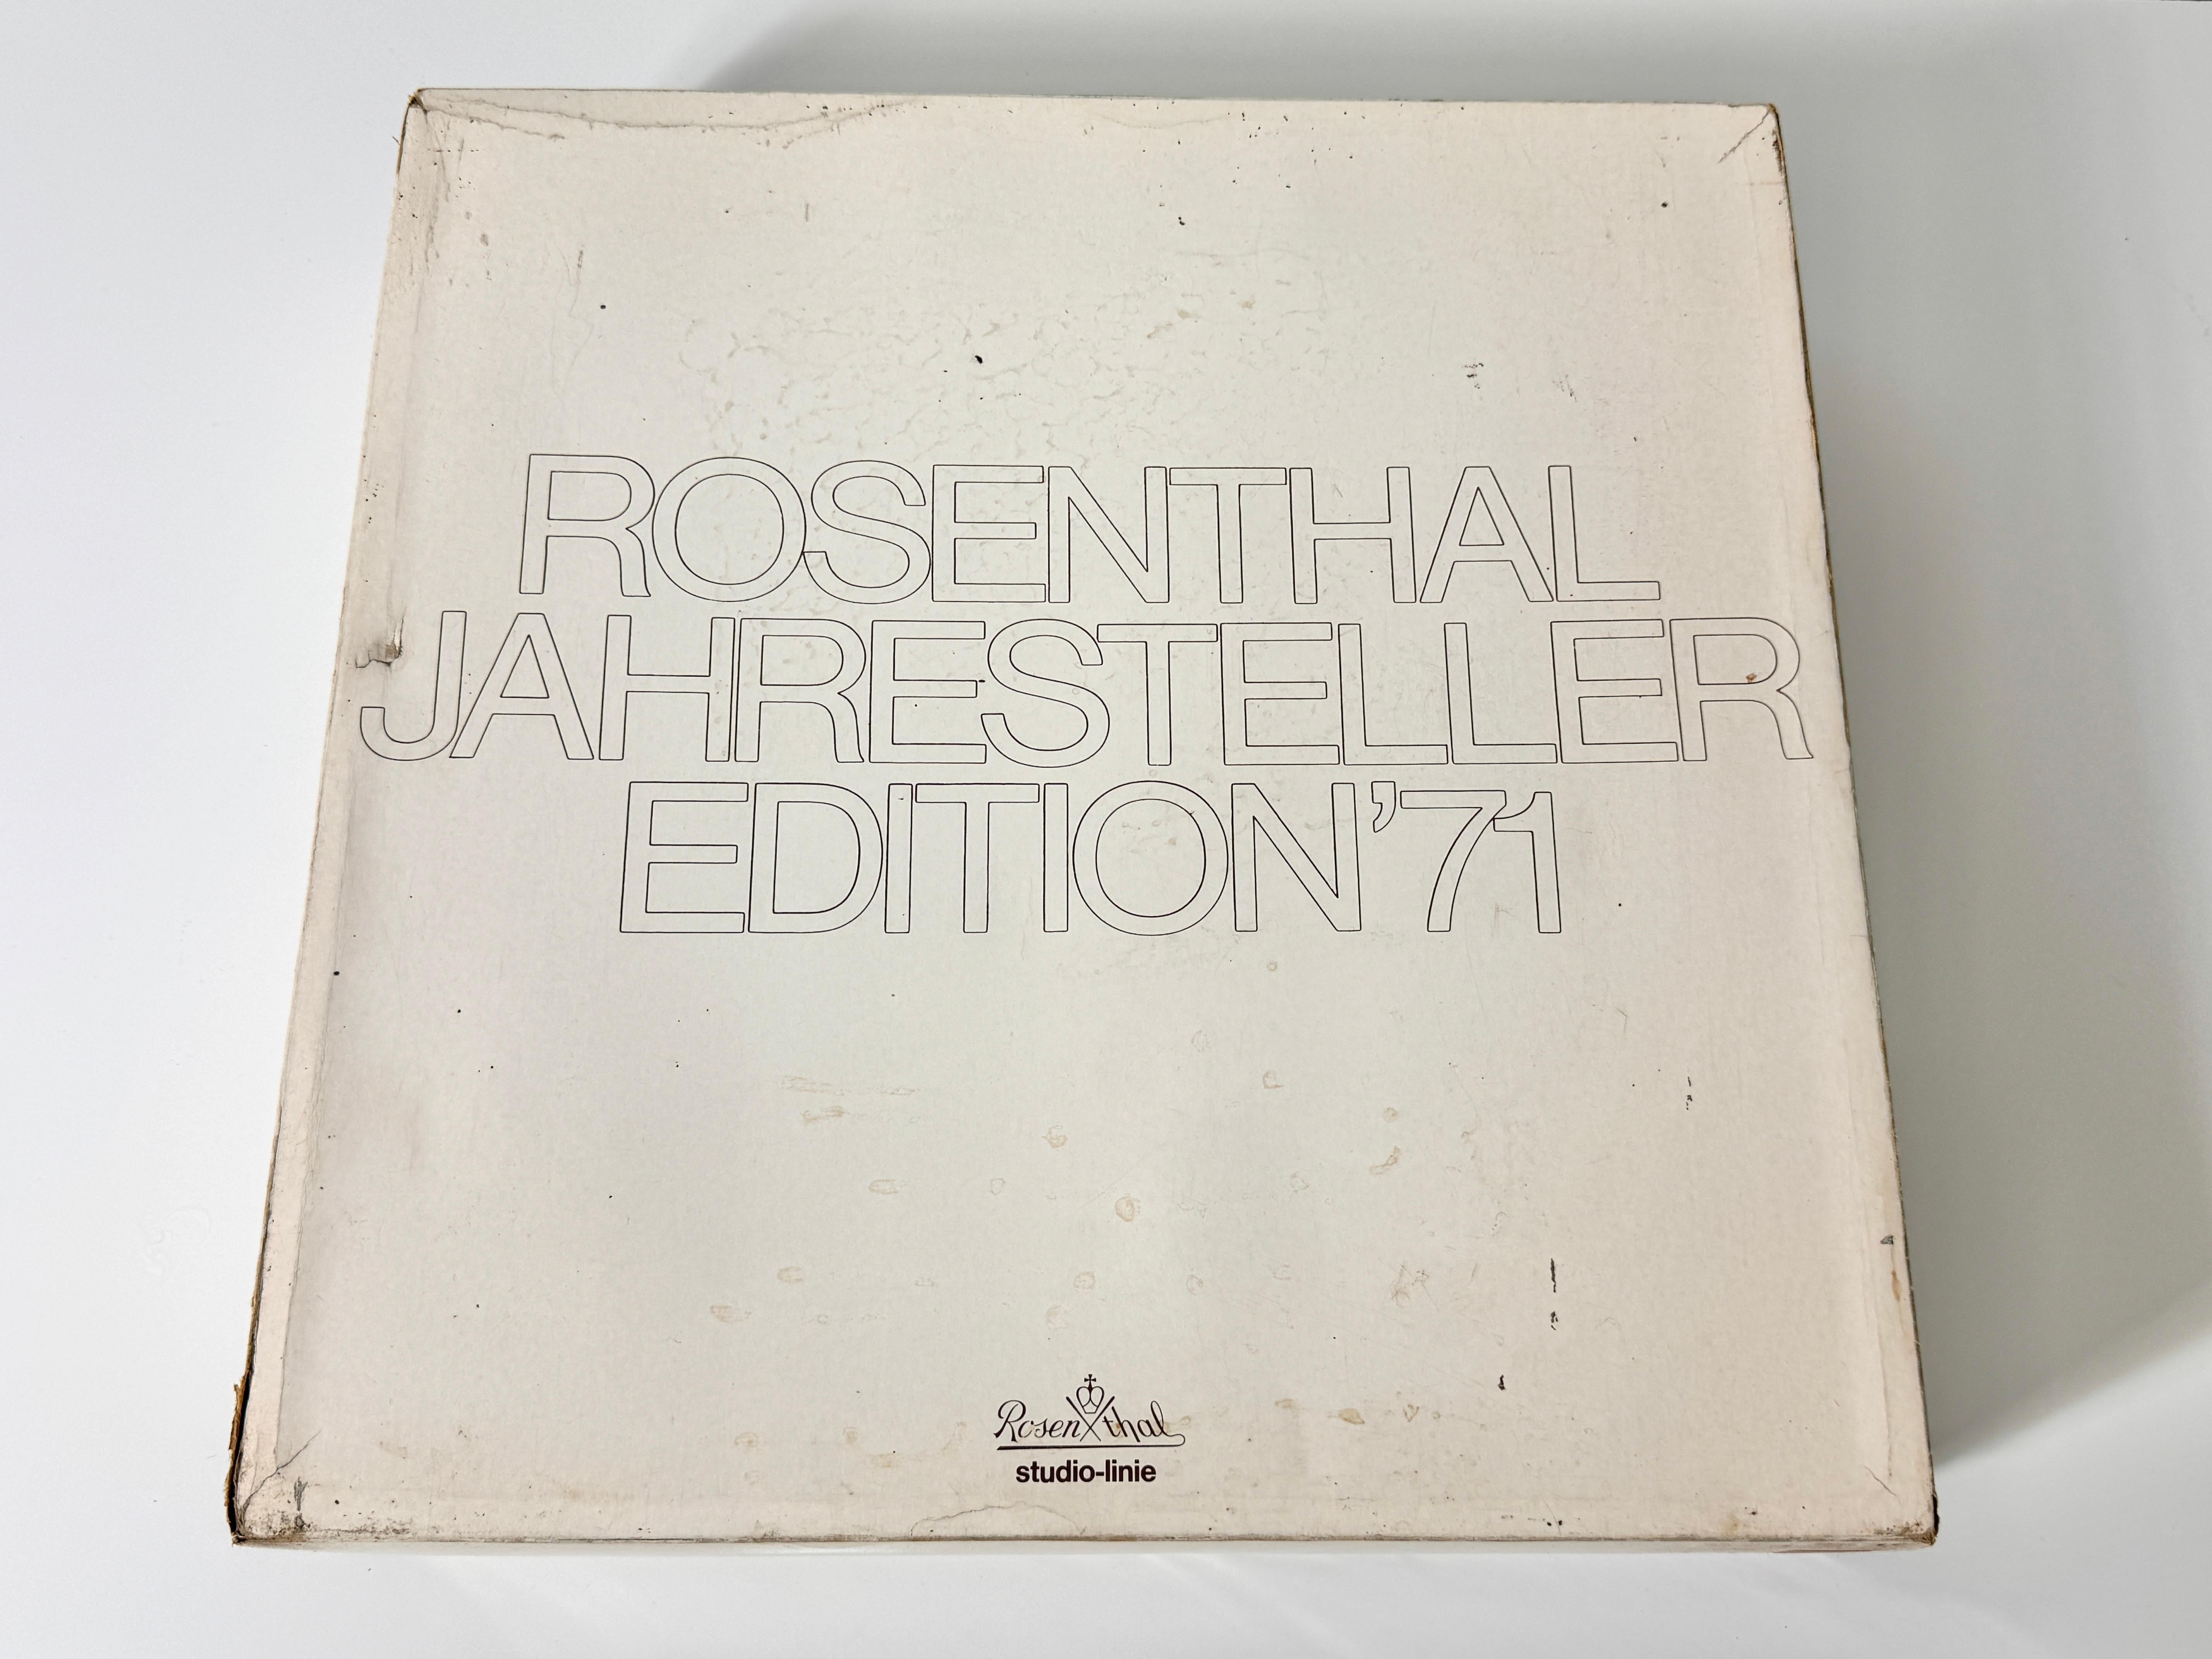 ROSENTHAL
JAHRESTELLER
EDITION'71
Rosenthal
studio-linie